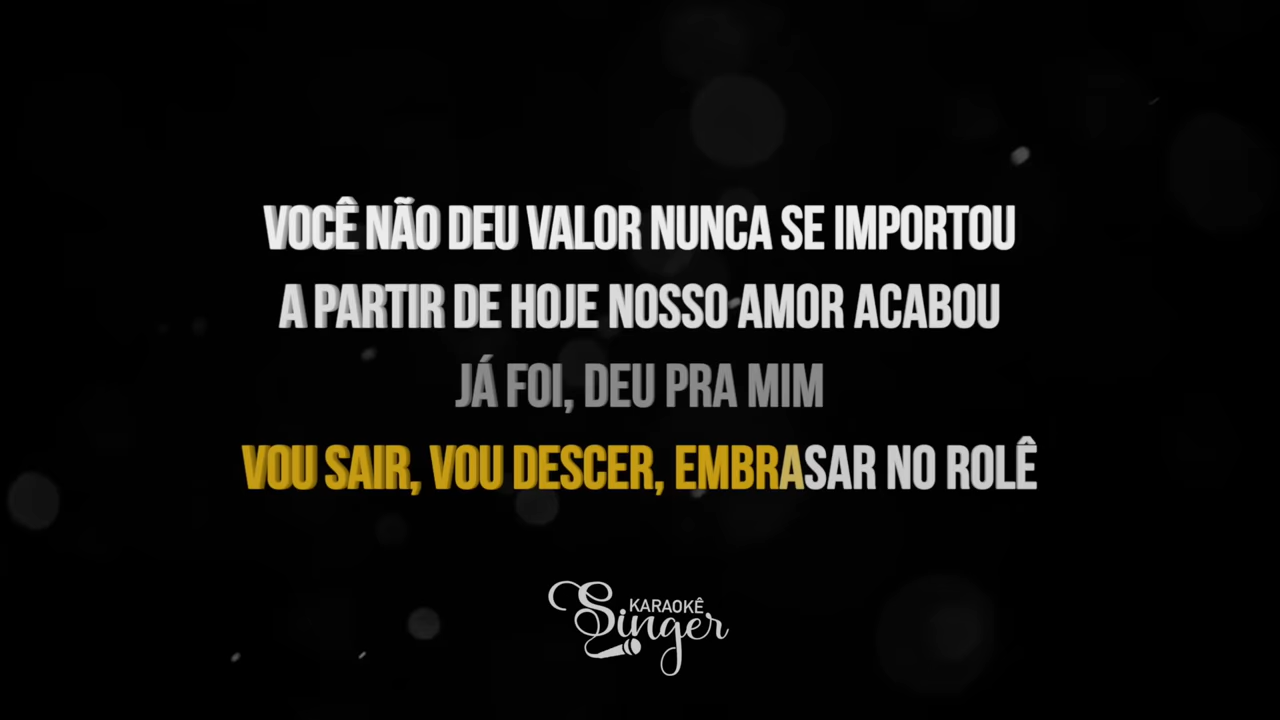 VOCÊ NÃO DEU VALOR NUNCA SE IMPORTOU
A PARTIR DE HOJE NOSSO AMOR ACABOU
JÁ FOI, DEU PRA MIM
VOU SAIR, VOU DESCER, EMBRASAR NO ROLÊ
KARAOKÊ
Singer